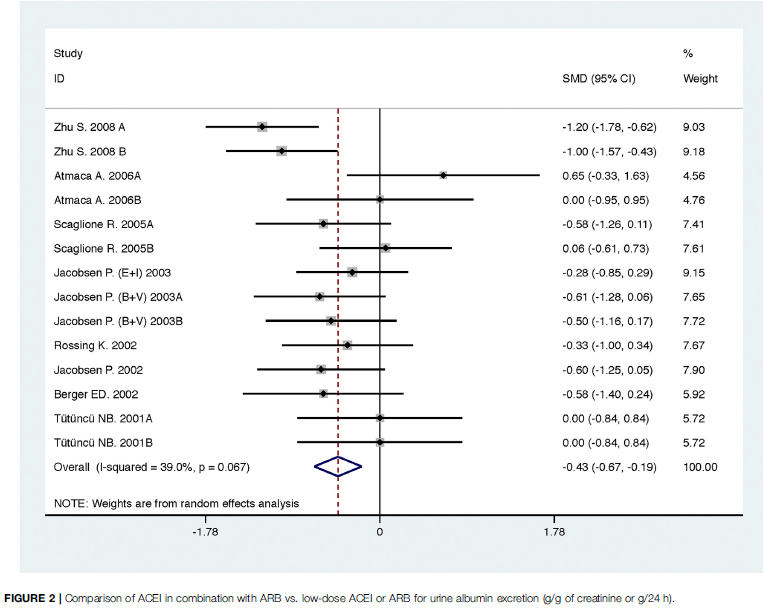 Study %
ID SMD (95% CI) Weight
Zhu S. 2008 A -1.20 (-1.78, -0.62) 9.03
Zhu S. 2008 B -1.00 (-1.57, -0.43) 9.18
Atmaca A. 2006A 0.65 (-0.33, 1.63) 4.56
Atmaca A. 2006B 0.00 (-0.95, 0.95) 4.76
Scaglione R. 2005A -0.58 (-1.26, 0.11) 7.41
Scaglione R. 2005B 0.06 (-0.61, 0.73) 7.61
Jacobsen P. (E+I) 2003 -0.28 (-0.85, 0.29) 9.15
Jacobsen P. (B+V) 2003A -0.61 (-1.28, 0.06) 7.65
Jacobsen P. (B+V) 2003B -0.50 (-1.16, 0.17) 7.72
Rossing K. 2002 -0.33 (-1.00, 0.34) 7.67
Jacobsen P. 2002 -0.60 (-1.25, 0.05) 7.90
Berger ED. 2002 -0.58 (-1.40, 0.24) 5.92
Tütüncü NB. 2001A 0.00 (-0.84, 0.84) 5.72
Tütüncü NB. 2001B 0.00 (-0.84, 0.84) 5.72
Overall (I-squared = 39.0%, p = 0.067) -0.43 (-0.67, -0.19) 100.00
NOTE: Weights are from random effects analysis
-1.78 0 1.78
FIGURE 2 | Comparison of ACEI in combination with ARB vs. low-dose ACEI or ARB for urine albumin excretion (g/g of creatinine or g/24 h).